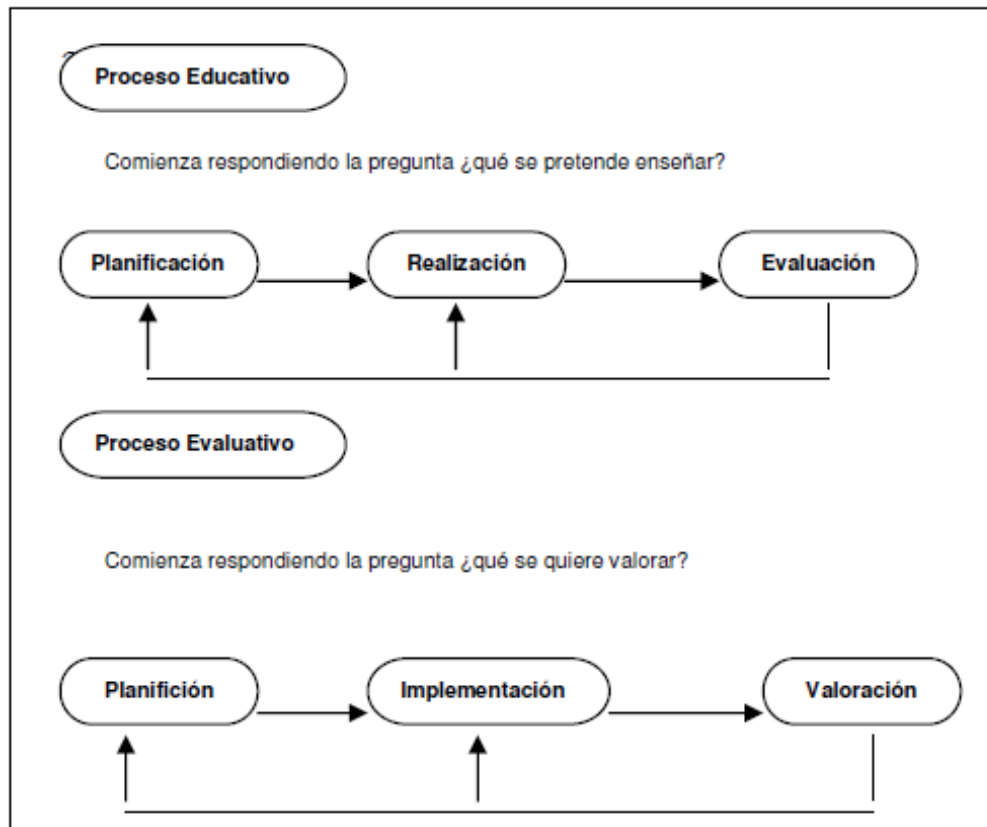 Proceso Educativo
Comienza respondiendo la pregunta ¿qué se pretende enseñar?
Planificación
Realización
Evaluación
Proceso Evaluativo
Comienza respondiendo la pregunta ¿qué se quiere valorar?
Planifición
Implementación
Valoración